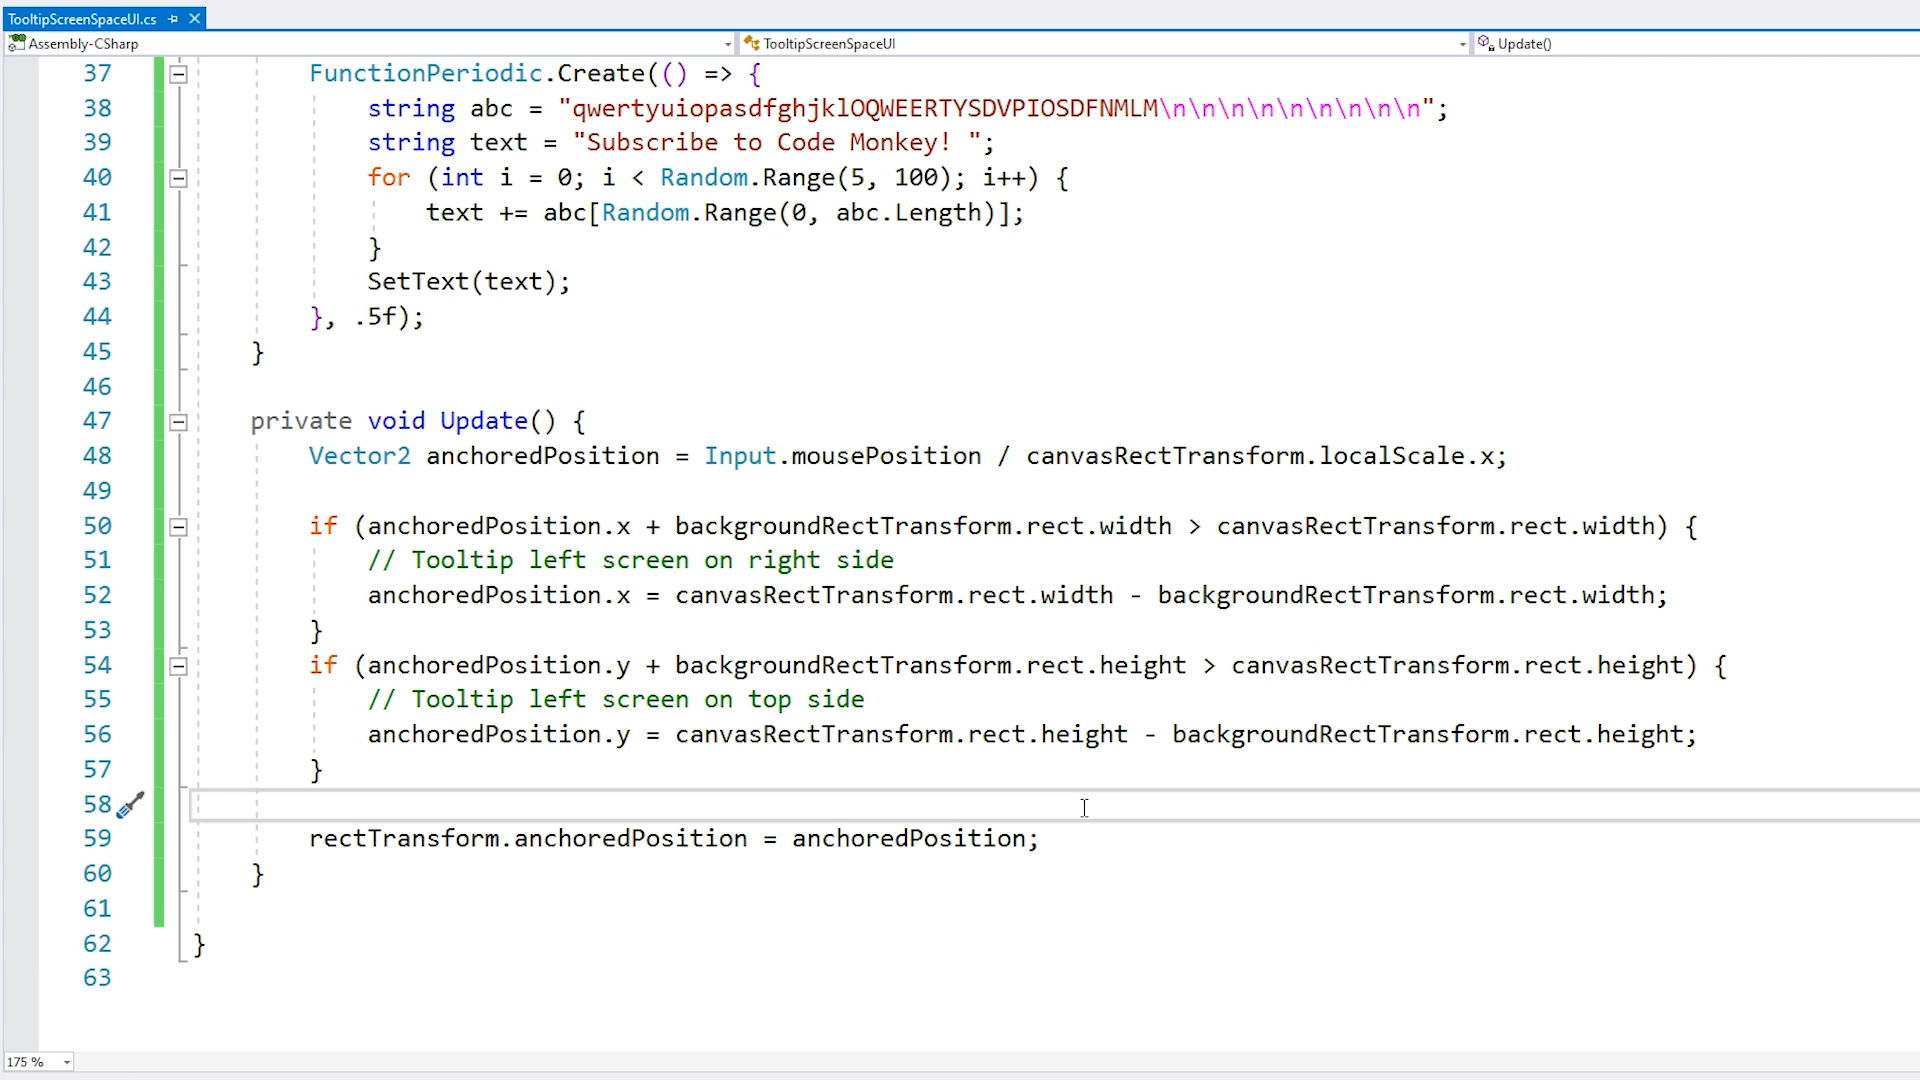 TooltipScreenSpaceUI.cs
Assembly-CSharp TooltipScreenSpaceUI Update()
37 FunctionPeriodic.Create(() => {
38 string abc = "qwertyuiopasdfghjklOQWEERTYSDVPIOSDFNMLM\n\n\n\n\n\n\n\n\n";
39 string text = "Subscribe to Code Monkey! ";
40 for (int i = 0; i < Random.Range(5, 100); i++) {
41 text += abc[Random.Range(0, abc.Length)];
42 }
43 SetText(text);
44 }, .5f);
45 }
46
47 private void Update() {
48 Vector2 anchoredPosition = Input.mousePosition / canvasRectTransform.localScale.x;
49
50 if (anchoredPosition.x + backgroundRectTransform.rect.width > canvasRectTransform.rect.width) {
51 // Tooltip left screen on right side
52 anchoredPosition.x = canvasRectTransform.rect.width - backgroundRectTransform.rect.width;
53 }
54 if (anchoredPosition.y + backgroundRectTransform.rect.height > canvasRectTransform.rect.height) {
55 // Tooltip left screen on top side
56 anchoredPosition.y = canvasRectTransform.rect.height - backgroundRectTransform.rect.height;
57 }
58
59 rectTransform.anchoredPosition = anchoredPosition;
60 }
61
62 }
63
175 %